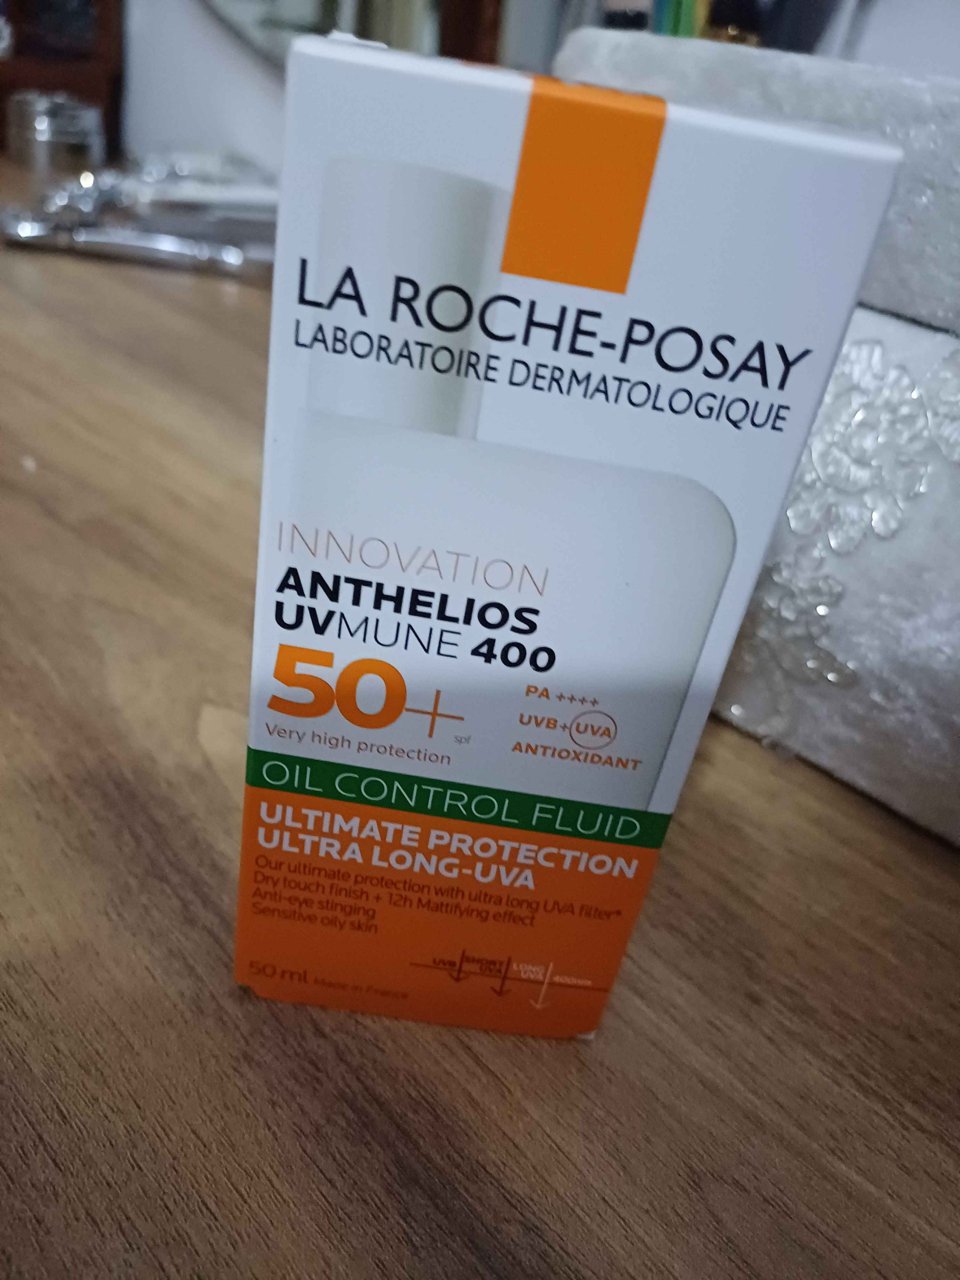 LA ROCHE-POSAY
LABORATOIRE DERMATOLOGIQUE
INNOVATION
ANTHELIOS
UVMUNE 400
50+
spf
Very high protection
PA ++++
UVB+UVA
ANTIOXIDANT
OIL CONTROL FLUID
ULTIMATE PROTECTION
ULTRA LONG-UVA
Our ultimate protection with ultra long UVA filter*
Dry touch finish + 12h Mattifying effect
Anti-eye stinging
Sensitive oily skin
UVB
SHORT
UVA
LONG
UVA
400nm
50 ml Made in France